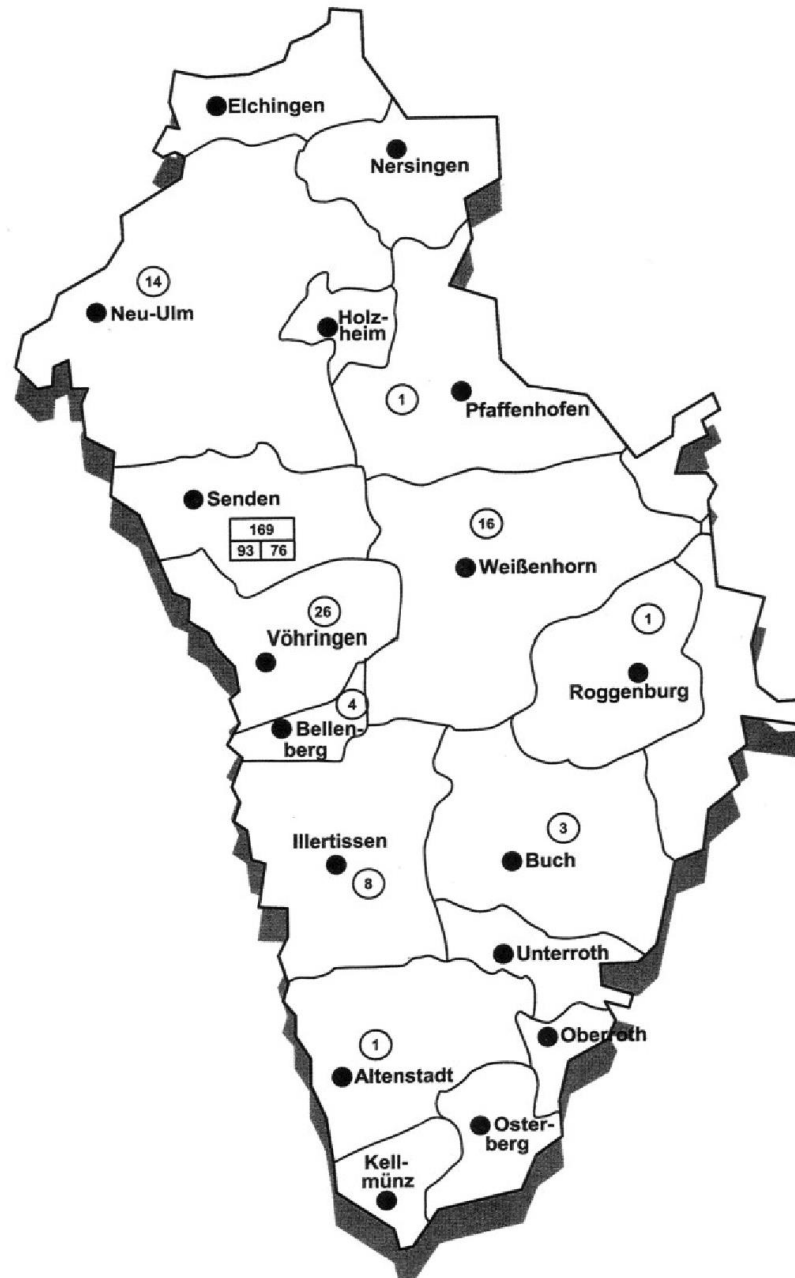 Elchingen
Nersingen
14
Neu-Ulm
Holz-
heim
1
Pfaffenhofen
Senden
169
93 76
16
Weißenhorn
26
Vöhringen
1
Roggenburg
4
Bellen-
berg
Illertissen
8
3
Buch
Unterroth
Oberroth
1
Altenstadt
Oster-
berg
Kell-
münz